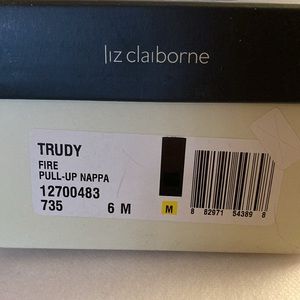 liz claiborne
TRUDY
FIRE
PULL-UP NAPPA
12700483
735 6 M
M
8 82971 54389 8